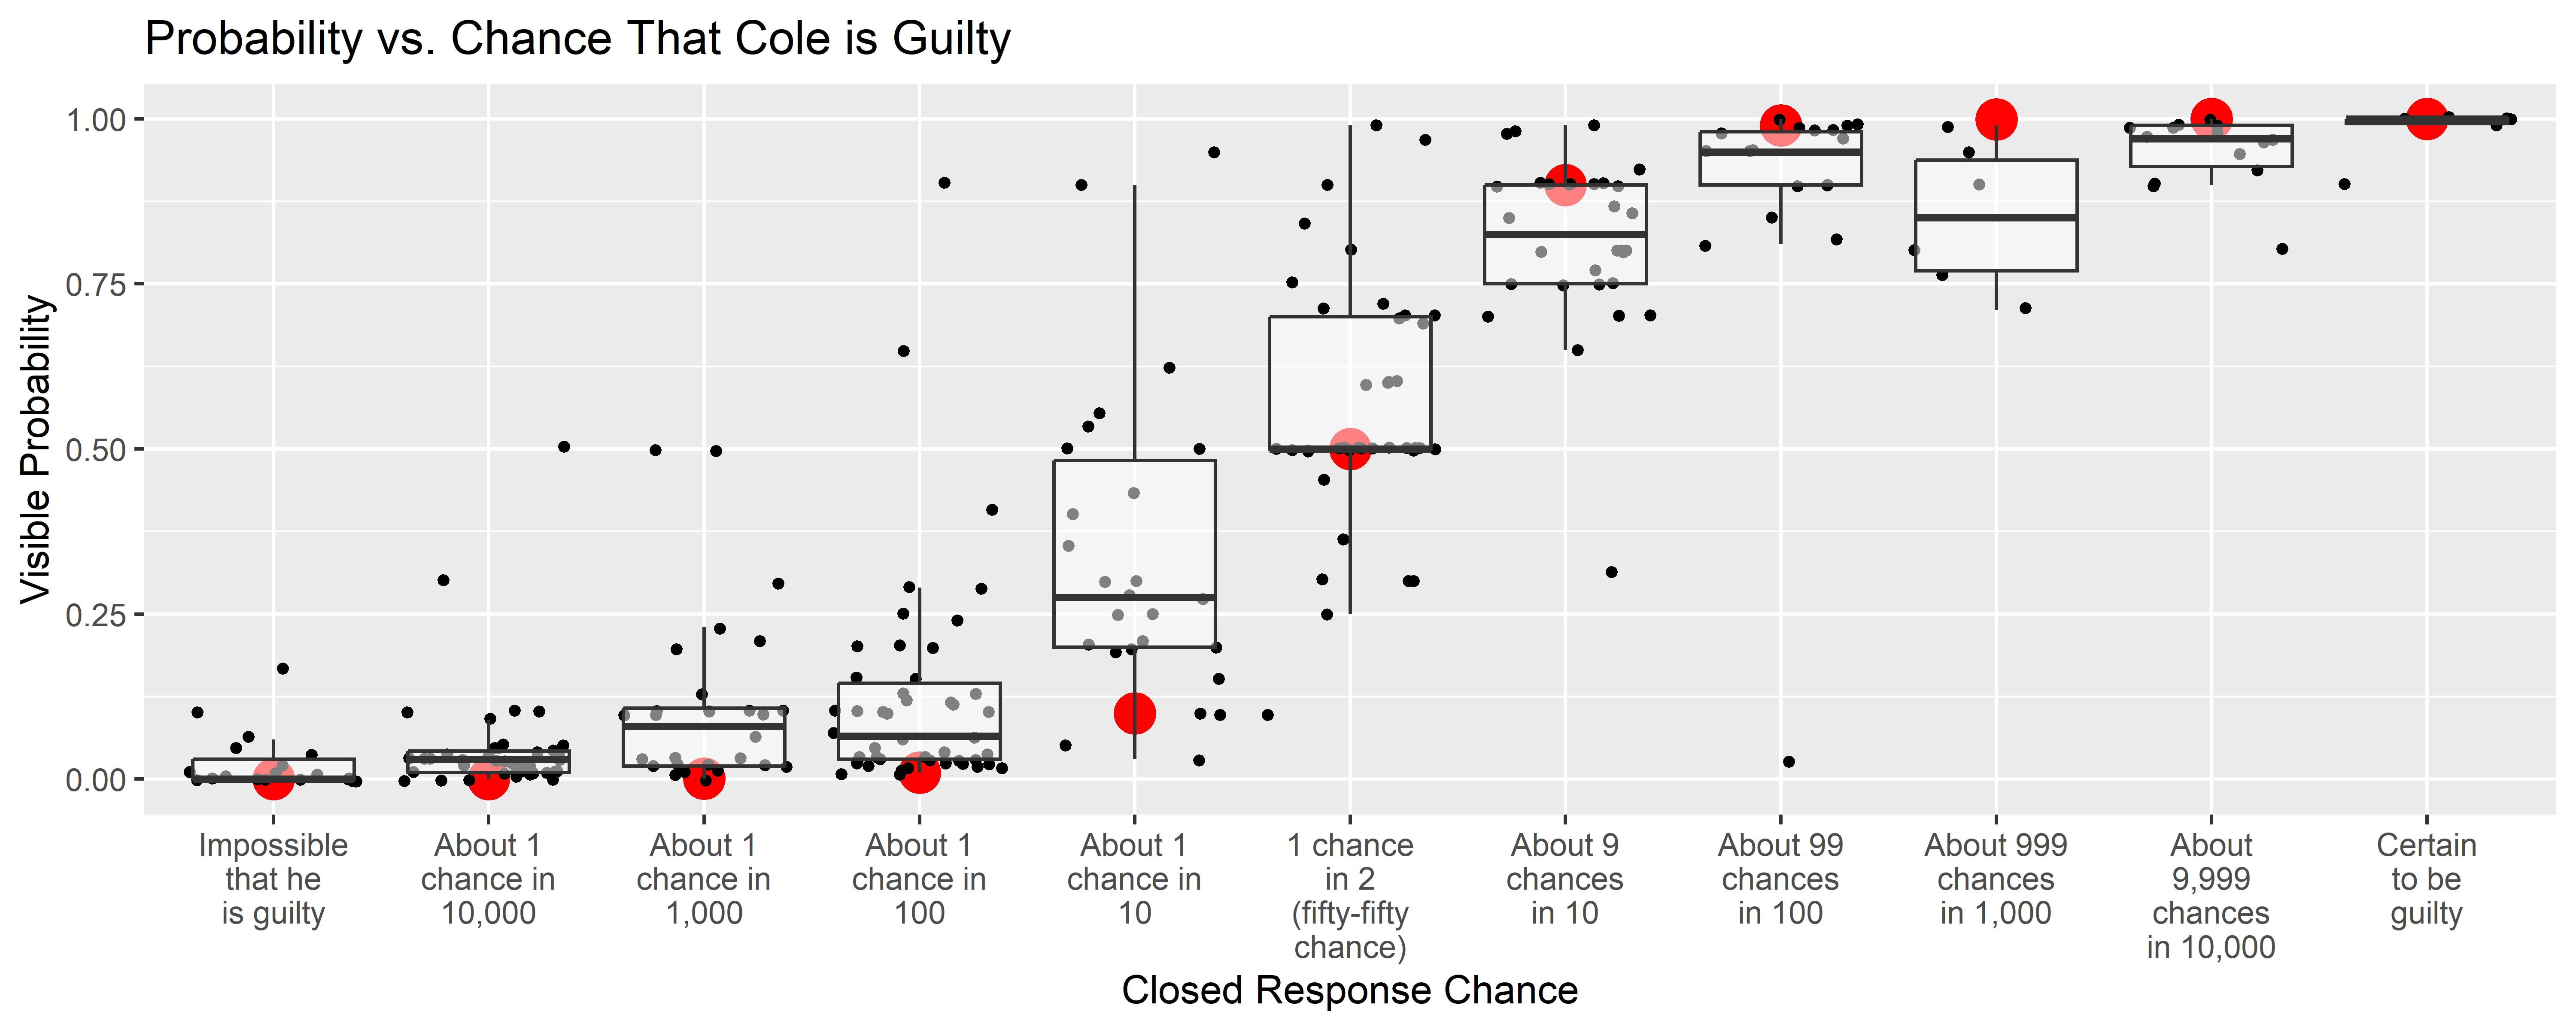 Probability vs. Chance That Cole is Guilty
Visible Probability
1.00
0.75
0.50
0.25
0.00
Impossible
that he
is guilty
About 1
chance in
10,000
About 1
chance in
1,000
About 1
chance in
100
About 1
chance in
10
1 chance
in 2
(fifty-fifty
chance)
About 9
chances
in 10
About 99
chances
in 100
About 999
chances
in 1,000
About
9,999
chances
in 10,000
Certain
to be
guilty
Closed Response Chance